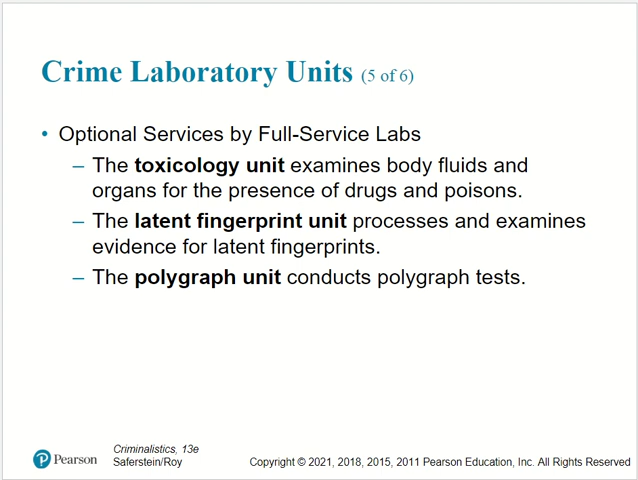 Crime Laboratory Units (5 of 6)
• Optional Services by Full-Service Labs
– The toxicology unit examines body fluids and
organs for the presence of drugs and poisons.
– The latent fingerprint unit processes and examines
evidence for latent fingerprints.
– The polygraph unit conducts polygraph tests.
Pearson
Criminalistics, 13e
Saferstein/Roy
Copyright © 2021, 2018, 2015, 2011 Pearson Education, Inc. All Rights Reserved